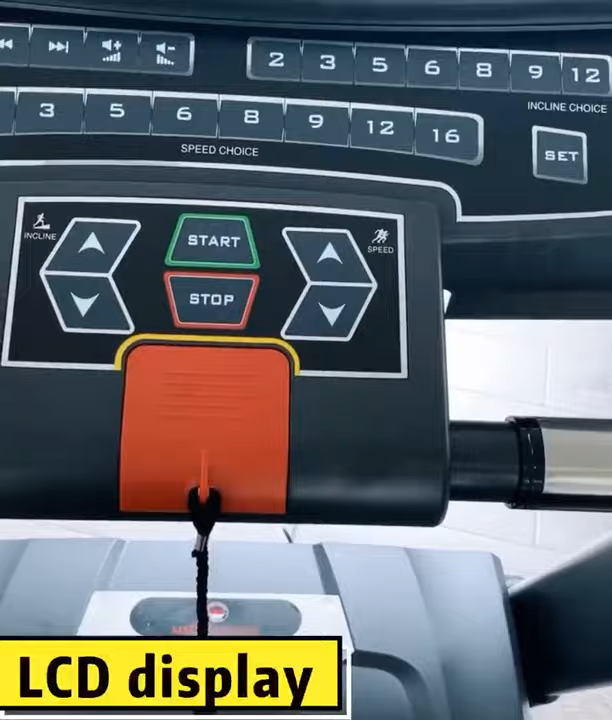 2 3 5 6 8 9 12
INCLINE CHOICE
3 5 6 8 9 12 16
SPEED CHOICE
SET
INCLINE
START
SPEED
STOP
LCD display